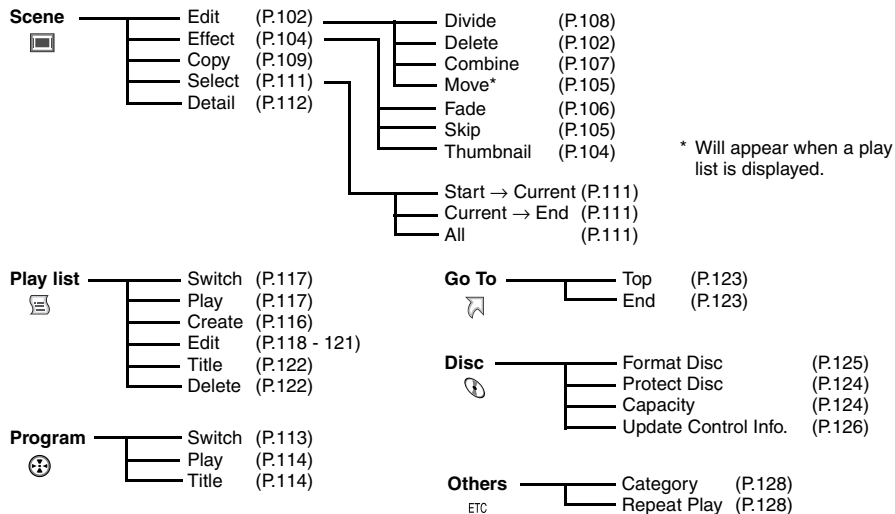 Scene
Edit (P.102)
Effect (P.104)
Copy (P.109)
Select (P.111)
Detail (P.112)
Divide (P.108)
Delete (P.102)
Combine (P.107)
Move* (P.105)
Fade (P.106)
Skip (P.105)
Thumbnail (P.104)
Start → Current (P.111)
Current → End (P.111)
All (P.111)
* Will appear when a play
list is displayed.
Play list
Switch (P.117)
Play (P.117)
Create (P.116)
Edit (P.118 - 121)
Title (P.122)
Delete (P.122)
Program
Switch (P.113)
Play (P.114)
Title (P.114)
Go To
Top (P.123)
End (P.123)
Disc
Format Disc (P.125)
Protect Disc (P.124)
Capacity (P.124)
Update Control Info. (P.126)
Others
ETC
Category (P.128)
Repeat Play (P.128)